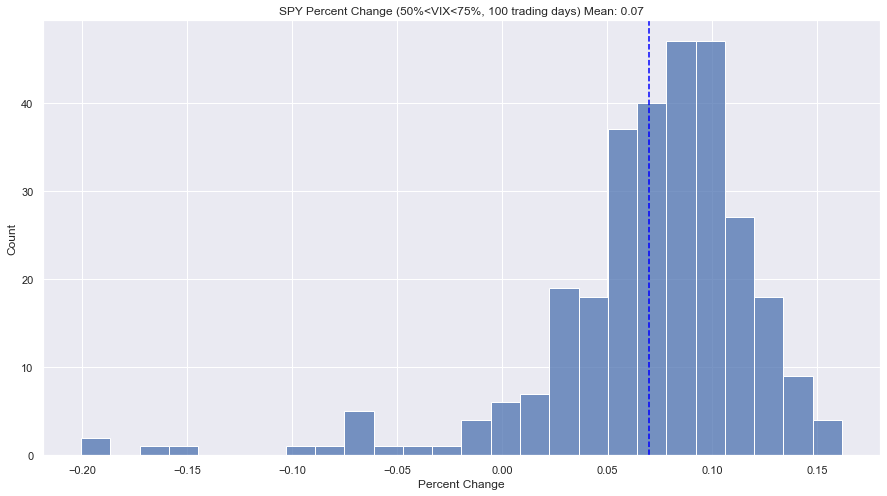 SPY Percent Change (50%<VIX<75%, 100 trading days) Mean: 0.07
Count
40
30
20
10
0
−0.20 −0.15 −0.10 −0.05 0.00 0.05 0.10 0.15
Percent Change